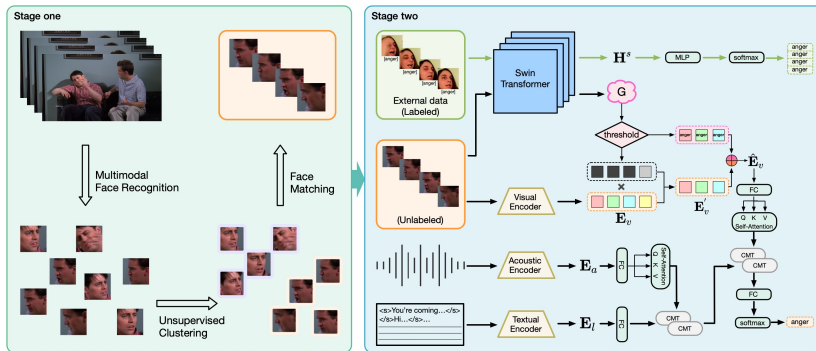 Stage one
Multimodal
Face Recognition
Face
Matching
Unsupervised
Clustering
Stage two
[anger]
[anger]
[anger]
[anger]
External data
(Labeled)
Swin
Transformer
H^s
MLP
softmax
anger
anger
anger
anger
G
threshold
anger
anger
anger
Ê_v
(Unlabeled)
Visual
Encoder
×
E_v
E'_v
FC
Q K V
Self-Attention
Acoustic
Encoder
E_a
FC
Q
K
V
Self-Attention
CMT
CMT
<s>You're coming...</s>
</s>Hi...</s>...
Textual
Encoder
E_l
FC
CMT
CMT
FC
softmax
anger